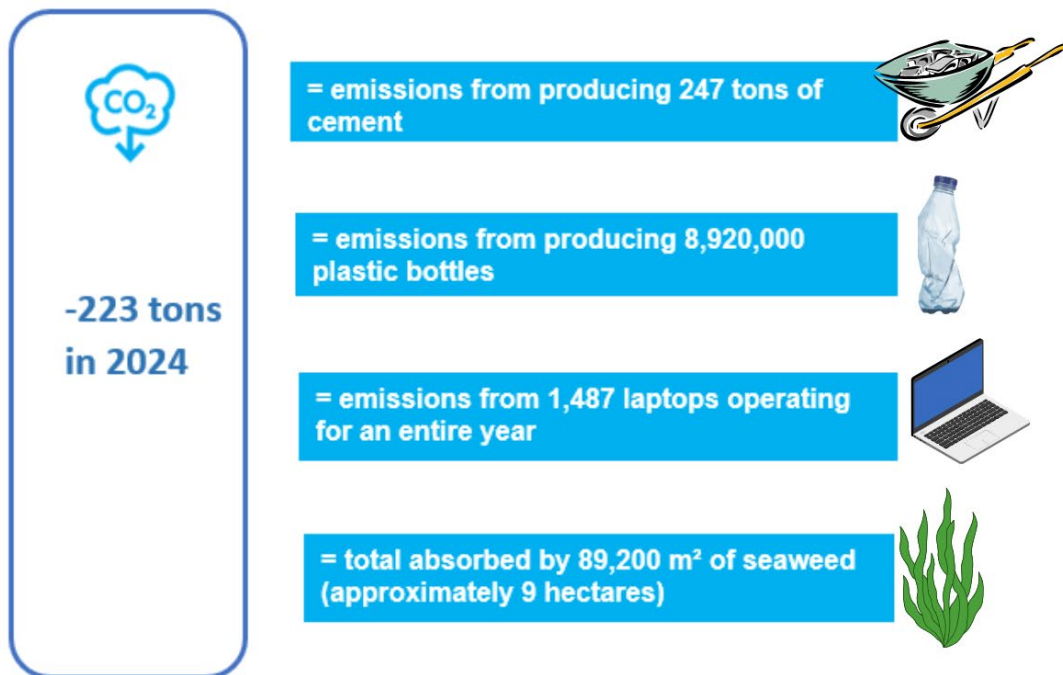 CO₂
-223 tons
in 2024
= emissions from producing 247 tons of
cement
= emissions from producing 8,920,000
plastic bottles
= emissions from 1,487 laptops operating
for an entire year
= total absorbed by 89,200 m² of seaweed
(approximately 9 hectares)